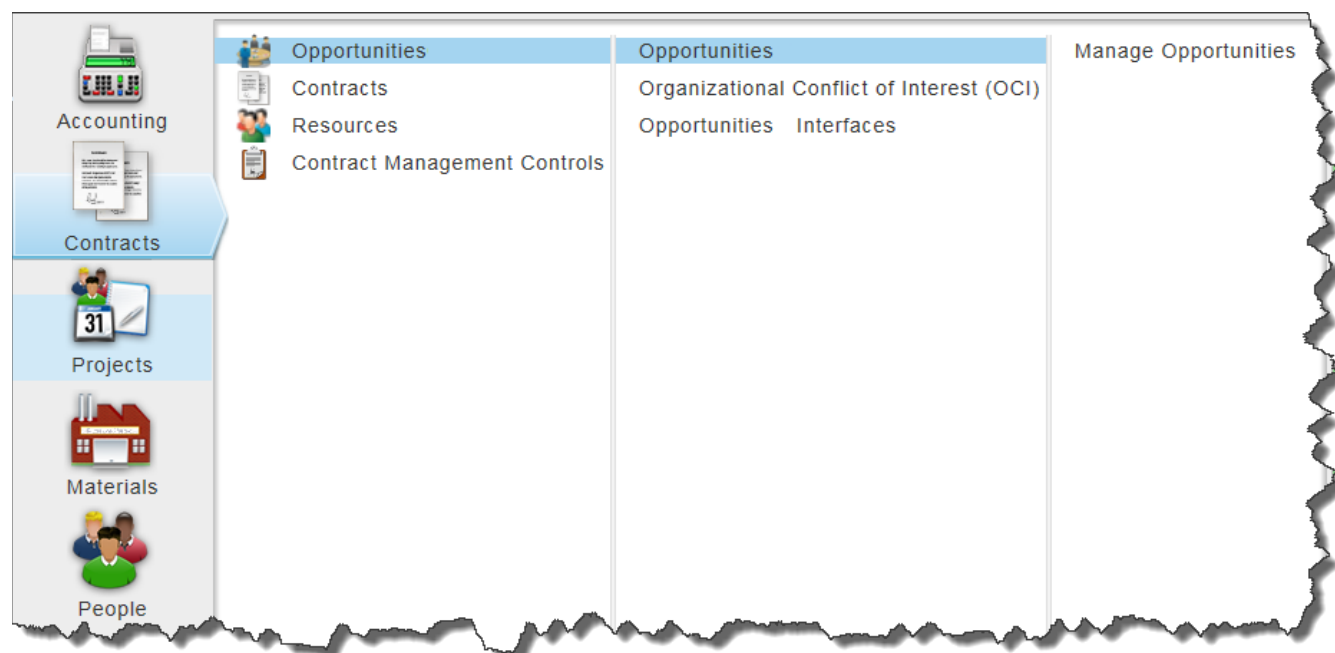 Accounting
Contracts
31
Projects
Materials
People
Opportunities
Contracts
Resources
Contract Management Controls
Opportunities
Organizational Conflict of Interest (OCI)
Opportunities Interfaces
Manage Opportunities